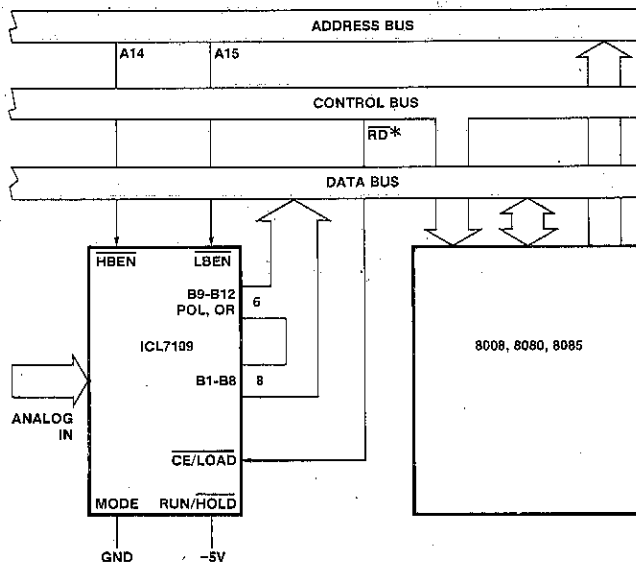 ADDRESS BUS
A14 A15
CONTROL BUS
RD*
DATA BUS
HBEN LBEN
B9-B12 6
POL, OR
ICL7109
8008, 8080, 8085
B1-B8 8
ANALOG
IN
CE/LOAD
MODE RUN/HOLD
GND –5V